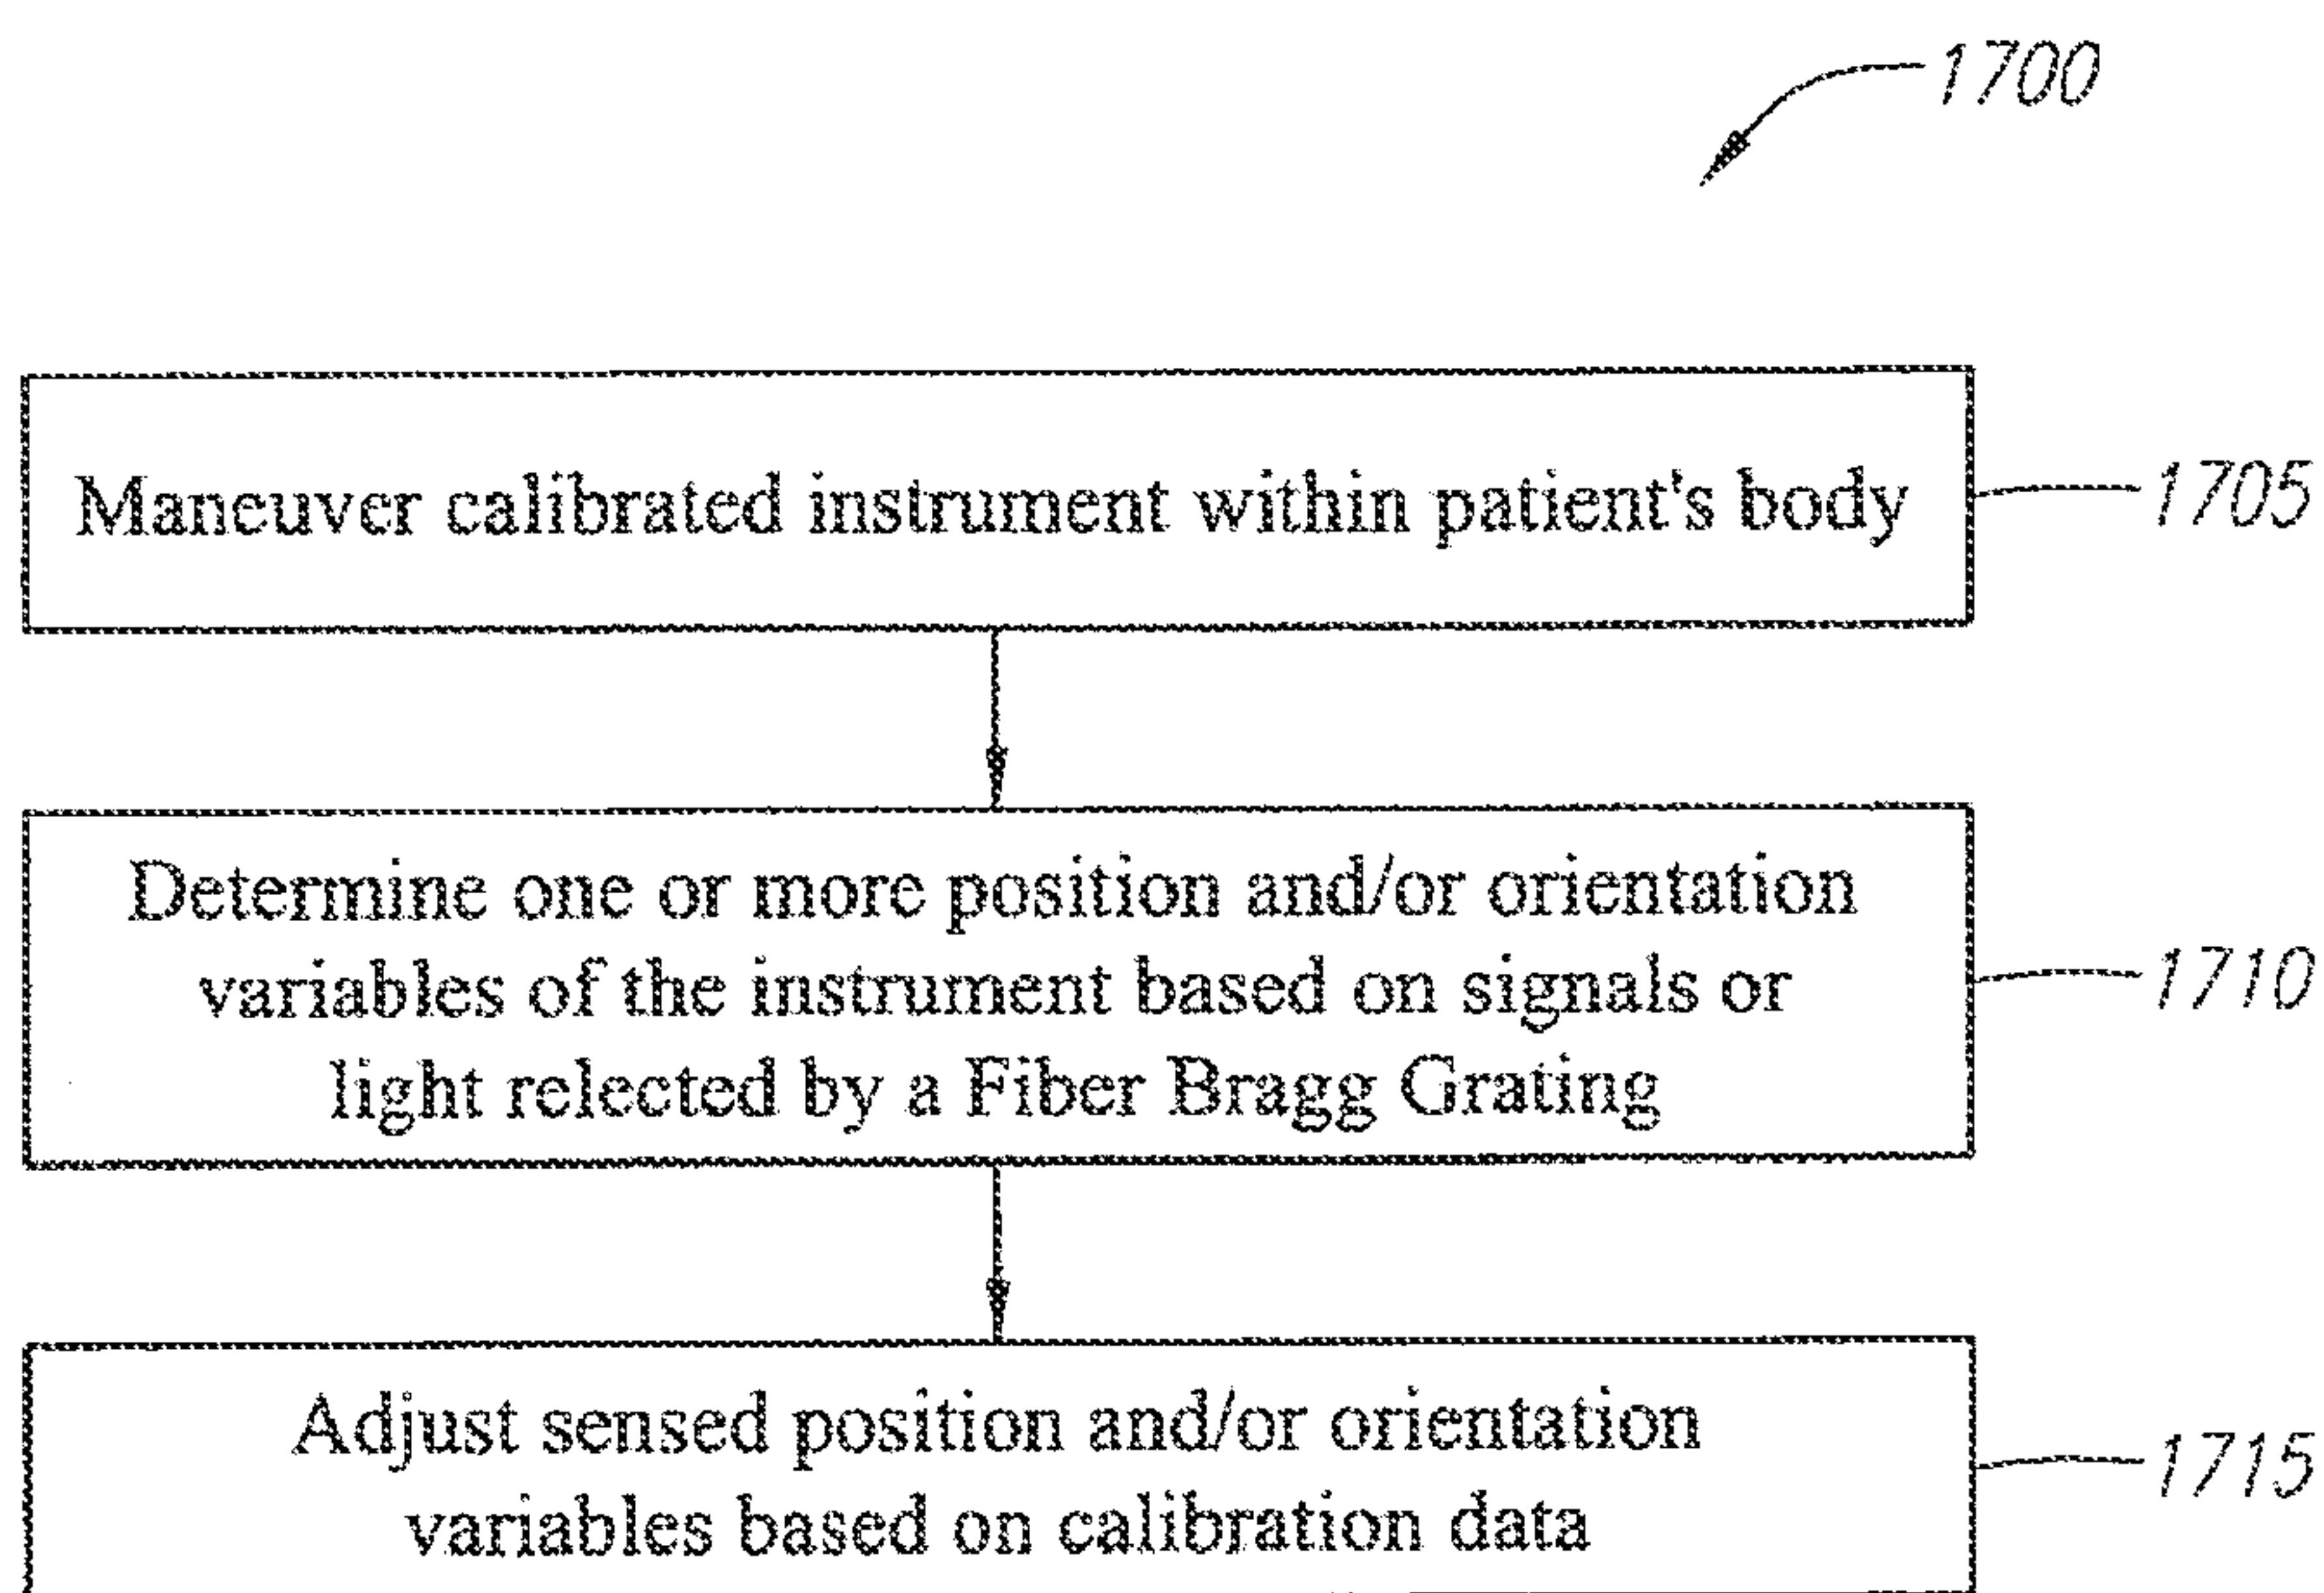 1700
Maneuver calibrated instrument within patient's body
1705
Determine one or more position and/or orientation
variables of the instrument based on signals or
1710
light relected by a Fiber Bragg Grating
Adjust sensed position and/or orientation
1715
variables based on calibration data